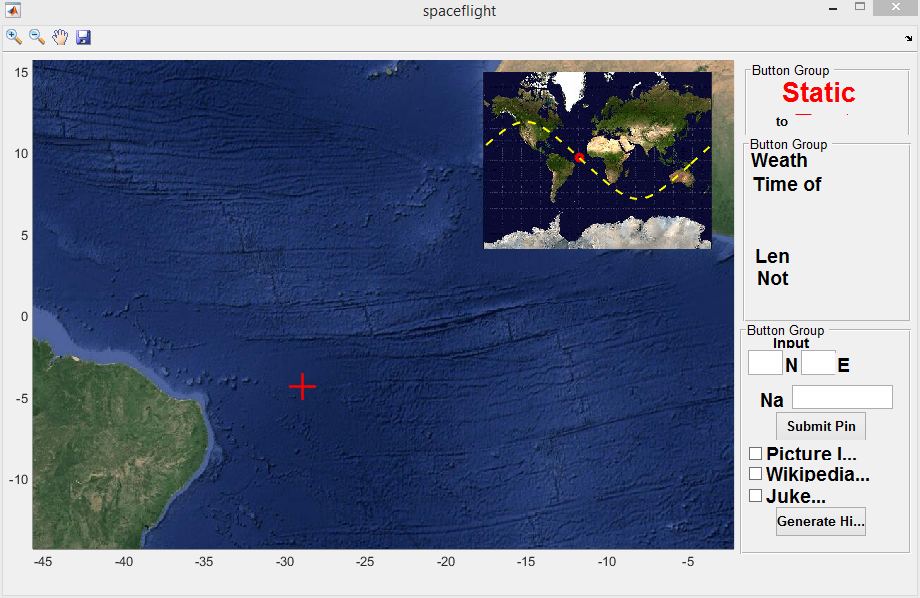 spaceflight
15
10
5
0
-5
-10
-45
-40
-35
-30
-25
-20
-15
-10
-5
Button Group
Static
to
Button Group
Weath
Time of
Len
Not
Button Group
Input
N
E
Na
Submit Pin
Picture I...
Wikipedia...
Juke...
Generate Hi...